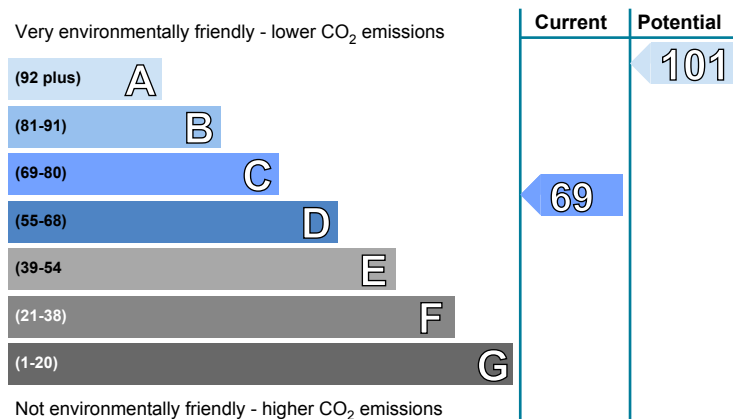 Current Potential
Very environmentally friendly - lower CO₂ emissions
101
(92 plus) A
(81-91) B
(69-80) C
69
(55-68) D
(39-54 E
(21-38) F
(1-20) G
Not environmentally friendly - higher CO₂ emissions